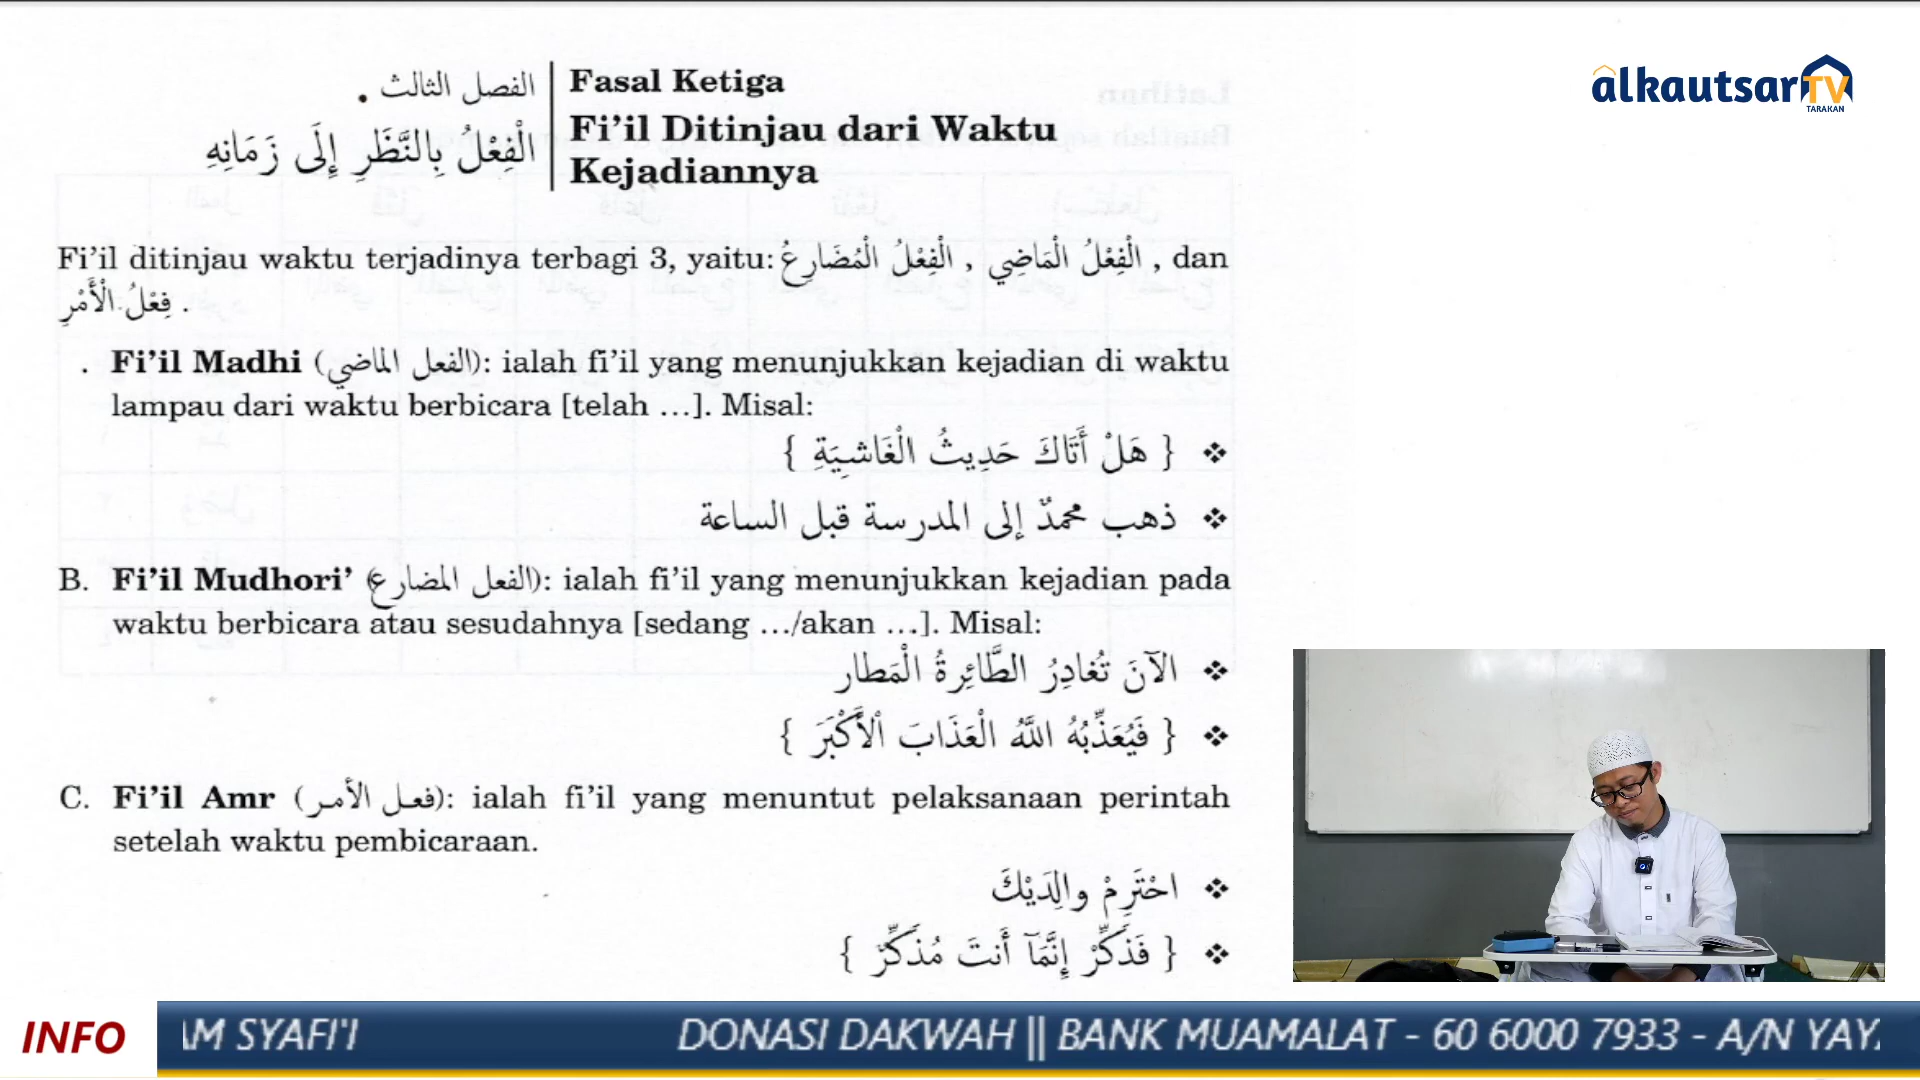 الفصل الثالث
Fasal Ketiga
الْفِعْلُ بِالنَّظَرِ إِلَى زَمَانِهِ
Fi’il Ditinjau dari Waktu
Kejadiannya
Fi’il ditinjau waktu terjadinya terbagi 3, yaitu: الْفِعْلُ الْمَاضِي , الْفِعْلُ الْمُضَارِعُ , dan
فِعْلُ الْأَمْرِ .
. Fi’il Madhi (الفعل الماضي): ialah fi’il yang menunjukkan kejadian di waktu
lampau dari waktu berbicara [telah ...]. Misal:
❖ { هَلْ أَتَاكَ حَدِيثُ الْغَاشِيَةِ }
❖ ذهب محمدٌ إلى المدرسة قبل الساعة
B. Fi’il Mudhori’ (الفعل المضارع): ialah fi’il yang menunjukkan kejadian pada
waktu berbicara atau sesudahnya [sedang .../akan ...]. Misal:
❖ الآنَ تُغادِرُ الطَّائِرةُ الْمَطار
❖ { فَيُعَذِّبُهُ اللَّهُ الْعَذَابَ الْأَكْبَرَ }
C. Fi’il Amr (فعل الأمر): ialah fi’il yang menuntut pelaksanaan perintah
setelah waktu pembicaraan.
❖ احْتَرِمْ والِدَيْكَ
❖ { فَذَكِّرْ إِنَّمَآ أَنتَ مُذَكِّرٌ }
alkautsar TV
TARAKAN
INFO
AM SYAFI'I DONASI DAKWAH || BANK MUAMALAT - 60 6000 7933 - A/N YAY